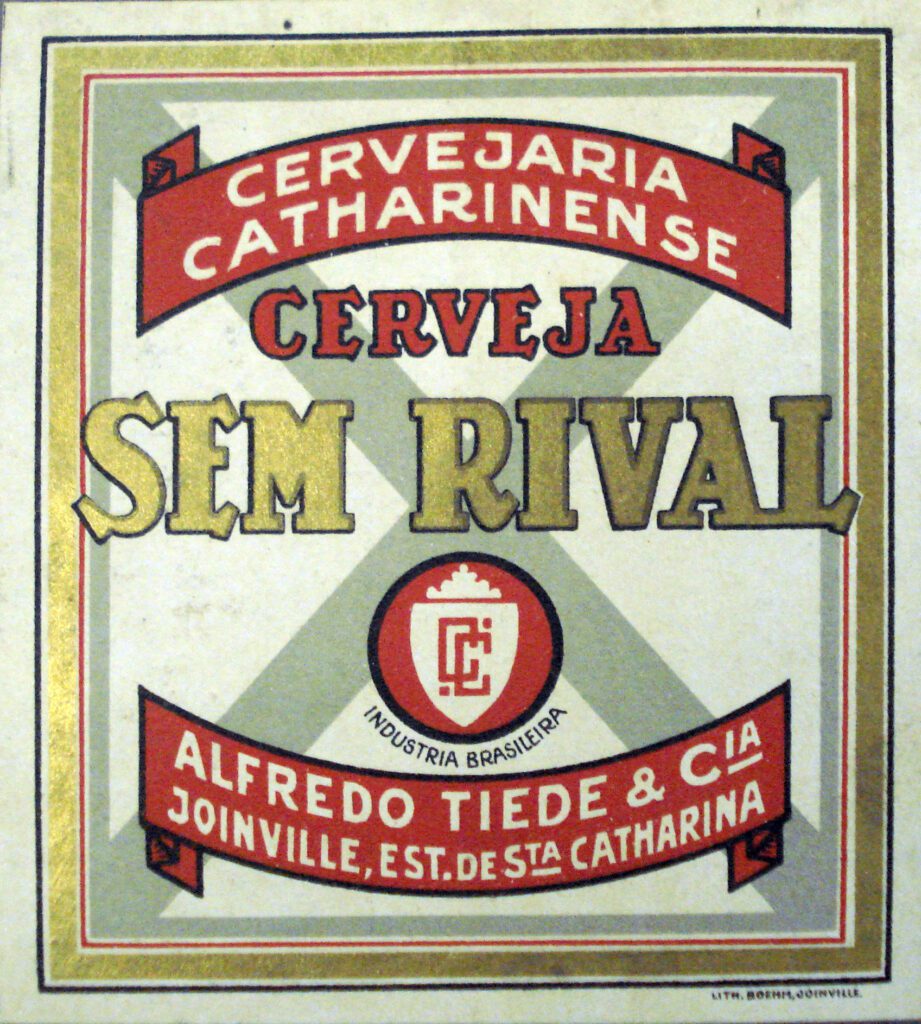 CERVEJARIA
CATHARINENSE
CERVEJA
SEM RIVAL
INDUSTRIA BRASILEIRA
ALFREDO TIEDE & CIA
JOINVILLE, EST. DE STA CATHARINA
LITH. BOEHM, JOINVILLE.